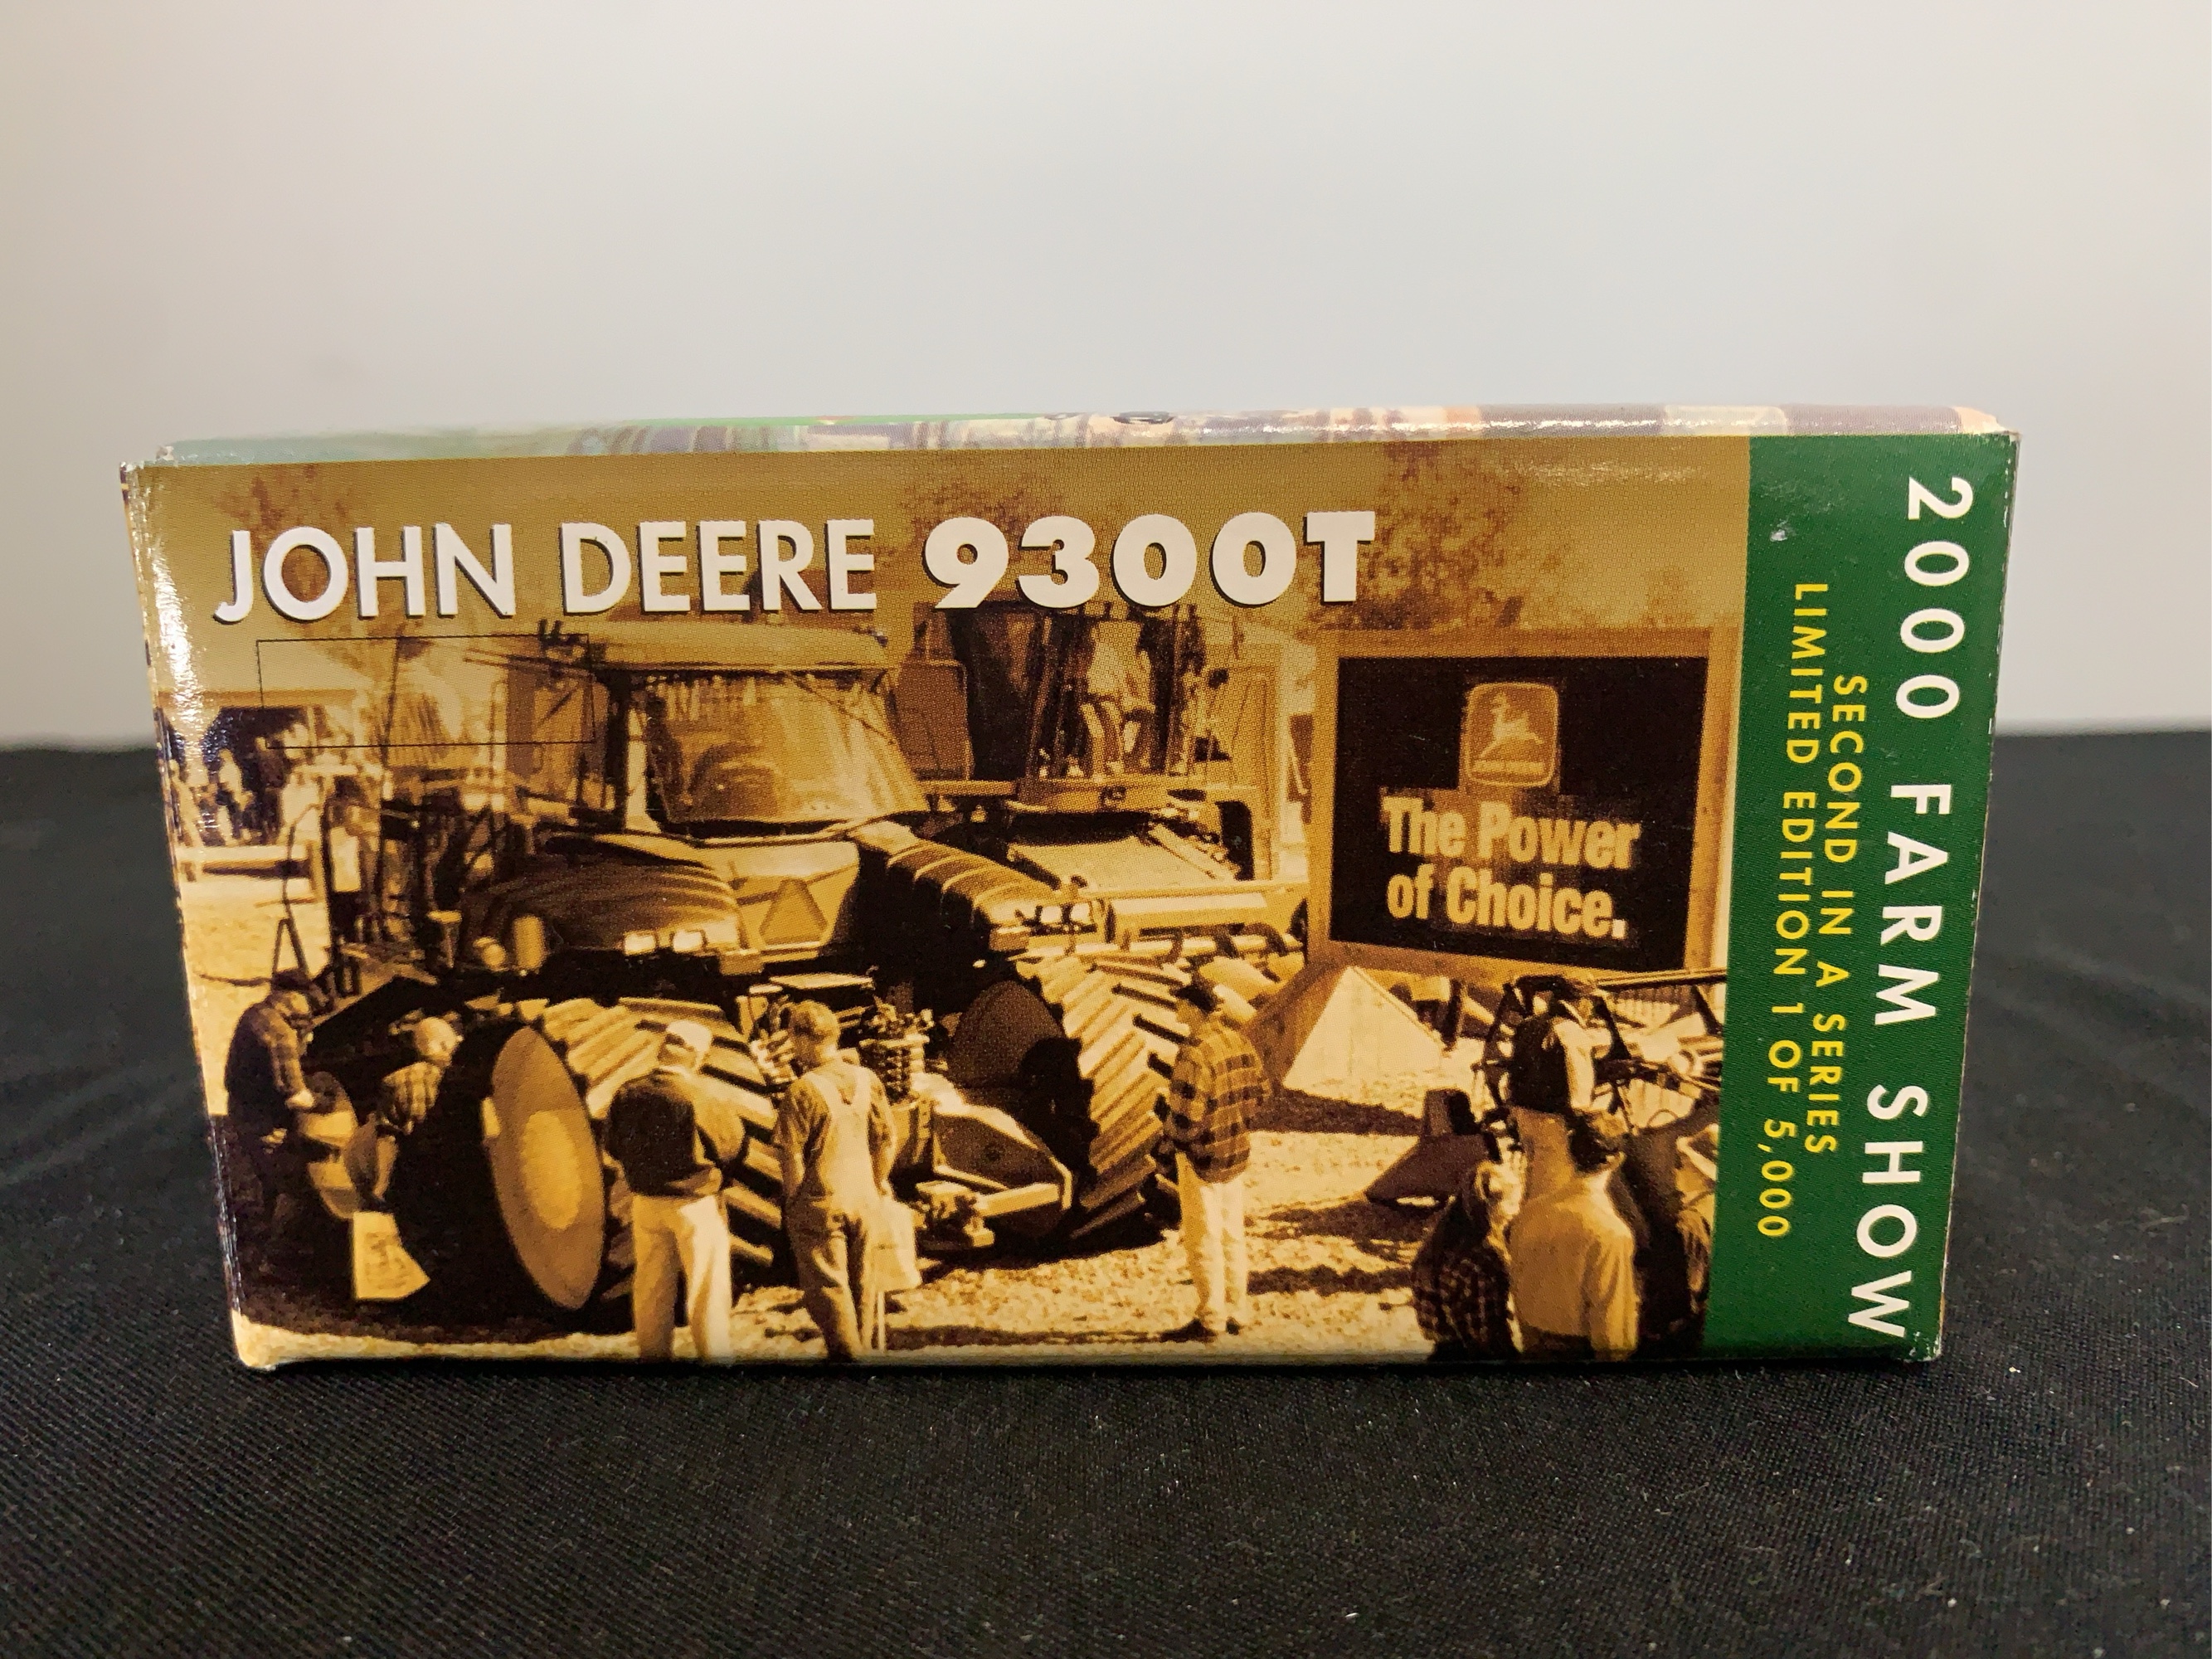 JOHN DEERE 9300T
The Power
of Choice.
2000 FARM SHOW
SECOND IN A SERIES
LIMITED EDITION 1 OF 5,000